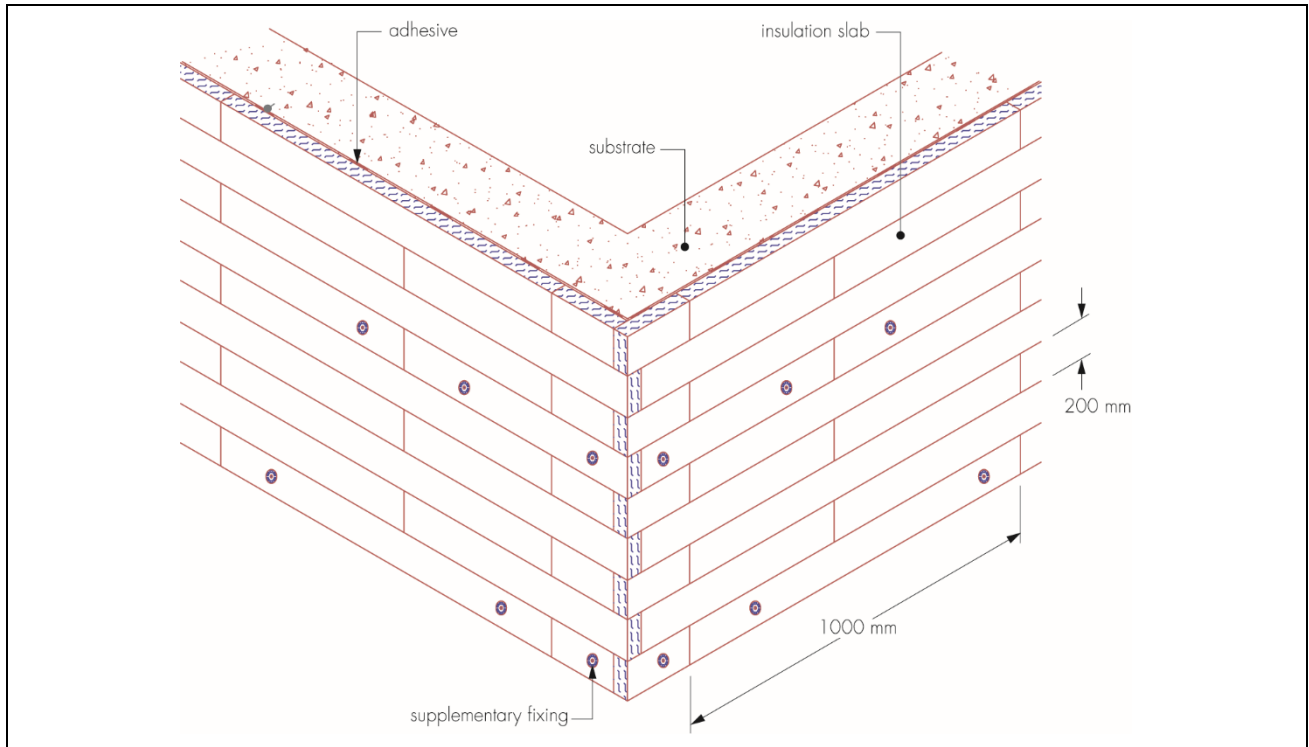 adhesive
insulation slab
substrate
200 mm
1000 mm
supplementary fixing